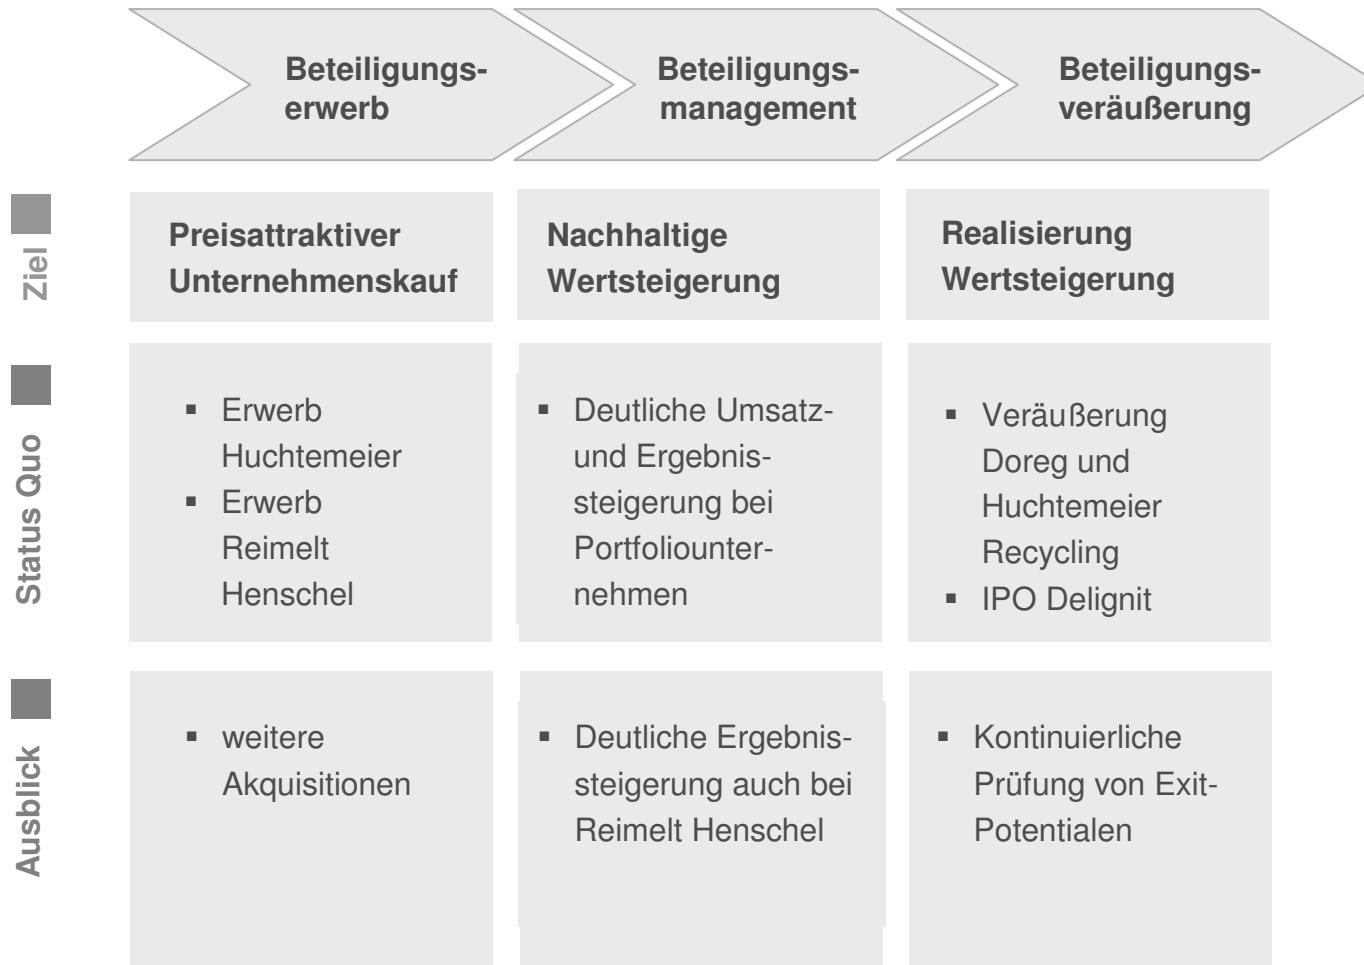 Beteiligungs-
erwerb
Beteiligungs-
management
Beteiligungs-
veräußerung
Ziel
Preisattraktiver
Unternehmenskauf
Nachhaltige
Wertsteigerung
Realisierung
Wertsteigerung
Status Quo
▪ Erwerb
Huchtemeier
▪ Erwerb
Reimelt
Henschel
▪ Deutliche Umsatz-
und Ergebnis-
steigerung bei
Portfoliounter-
nehmen
▪ Veräußerung
Doreg und
Huchtemeier
Recycling
▪ IPO Delignit
Ausblick
▪ weitere
Akquisitionen
▪ Deutliche Ergebnis-
steigerung auch bei
Reimelt Henschel
▪ Kontinuierliche
Prüfung von Exit-
Potentialen